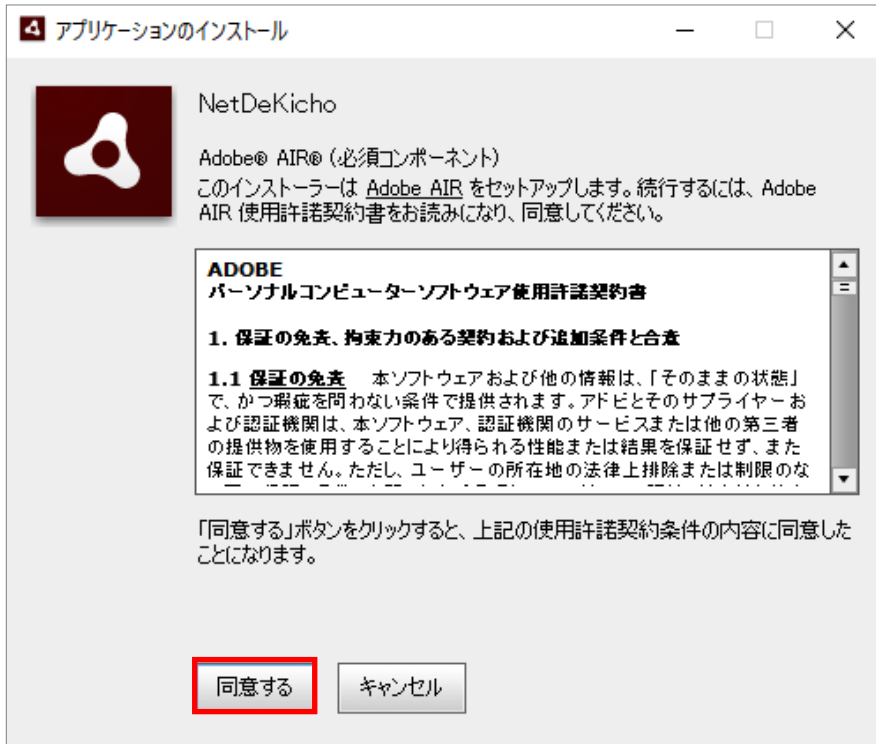 アプリケーションのインストール
NetDeKicho
Adobe® AIR® (必須コンポーネント)
このインストーラーは Adobe AIR をセットアップします。続行するには、Adobe
AIR 使用許諾契約書をお読みになり、同意してください。
ADOBE
パーソナルコンピューターソフトウェア使用許諾契約書
1. 保証の免責、拘束力のある契約および追加条件と合意
1.1 保証の免責 本ソフトウェアおよび他の情報は、「そのままの状態」
で、かつ瑕疵を問わない条件で提供されます。アドビとそのサプライヤーお
よび認証機関は、本ソフトウェア、認証機関のサービスまたは他の第三者
の提供物を使用することにより得られる性能または結果を保証せず、また
保証できません。ただし、ユーザーの所在地の法律上排除または制限のな
「同意する」ボタンをクリックすると、上記の使用許諾契約条件の内容に同意した
ことになります。
同意する キャンセル